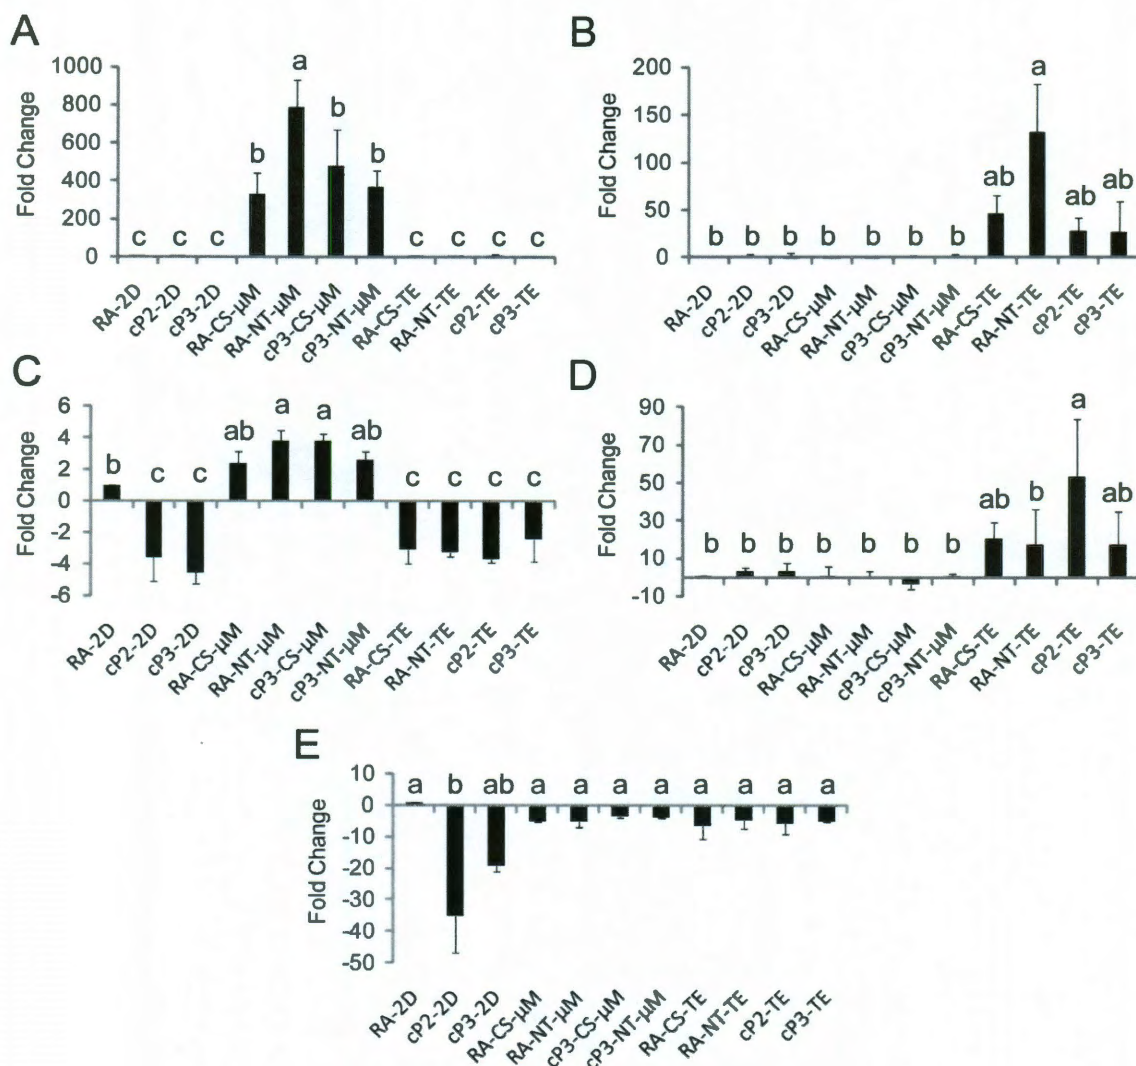 A
Fold Change
1000
800
600
400
200
0
c c c b a b b c c c c
RA-2D cP2-2D cP3-2D RA-CS-µM RA-NT-µM cP3-CS-µM cP3-NT-µM RA-CS-TE RA-NT-TE cP2-TE cP3-TE
B
Fold Change
200
150
100
50
0
b b b b b b b ab a ab ab
RA-2D cP2-2D cP3-2D RA-CS-µM RA-NT-µM cP3-CS-µM cP3-NT-µM RA-CS-TE RA-NT-TE cP2-TE cP3-TE
C
Fold Change
6
4
2
0
-2
-4
-6
b c c ab a a ab c c c c
RA-2D cP2-2D cP3-2D RA-CS-µM RA-NT-µM cP3-CS-µM cP3-NT-µM RA-CS-TE RA-NT-TE cP2-TE cP3-TE
D
Fold Change
90
70
50
30
10
-10
b b b b b b b ab b a ab
RA-2D cP2-2D cP3-2D RA-CS-µM RA-NT-µM cP3-CS-µM cP3-NT-µM RA-CS-TE RA-NT-TE cP2-TE cP3-TE
E
Fold Change
10
0
-10
-20
-30
-40
-50
a b ab a a a a a a a a
RA-2D cP2-2D cP3-2D RA-CS-µM RA-NT-µM cP3-CS-µM cP3-NT-µM RA-CS-TE RA-NT-TE cP2-TE cP3-TE